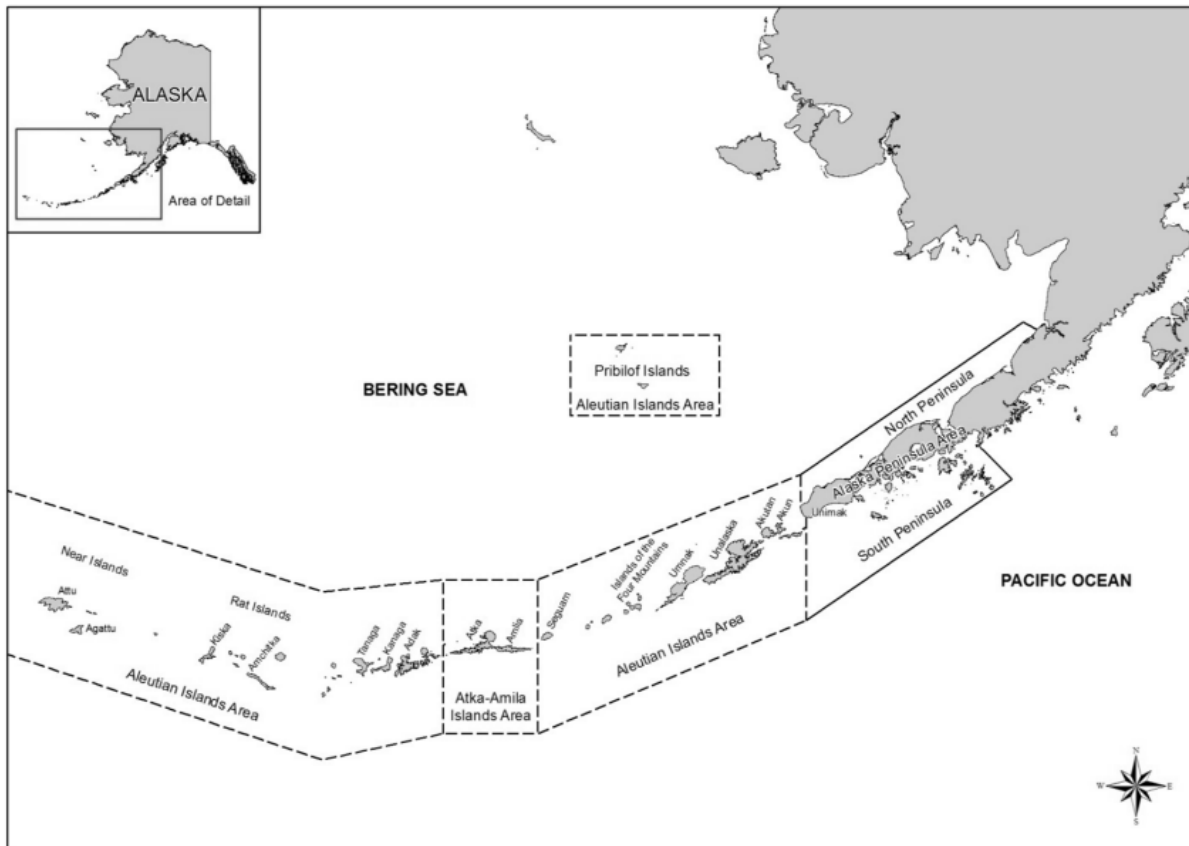 ALASKA
Area of Detail
BERING SEA
Pribilof Islands
Aleutian Islands Area
North Peninsula
Alaska Peninsula Area
Unimak
South Peninsula
PACIFIC OCEAN
Near Islands
Attu
Agattu
Rat Islands
Kiska
Amchitka
Aleutian Islands Area
Tanaga
Kanaga
Adak
Atka
Amlia
Atka-Amila
Islands Area
Seguam
Islands of the
Four Mountains
Umnak
Unalaska
Akutan
Akun
Aleutian Islands Area
N
W
E
S